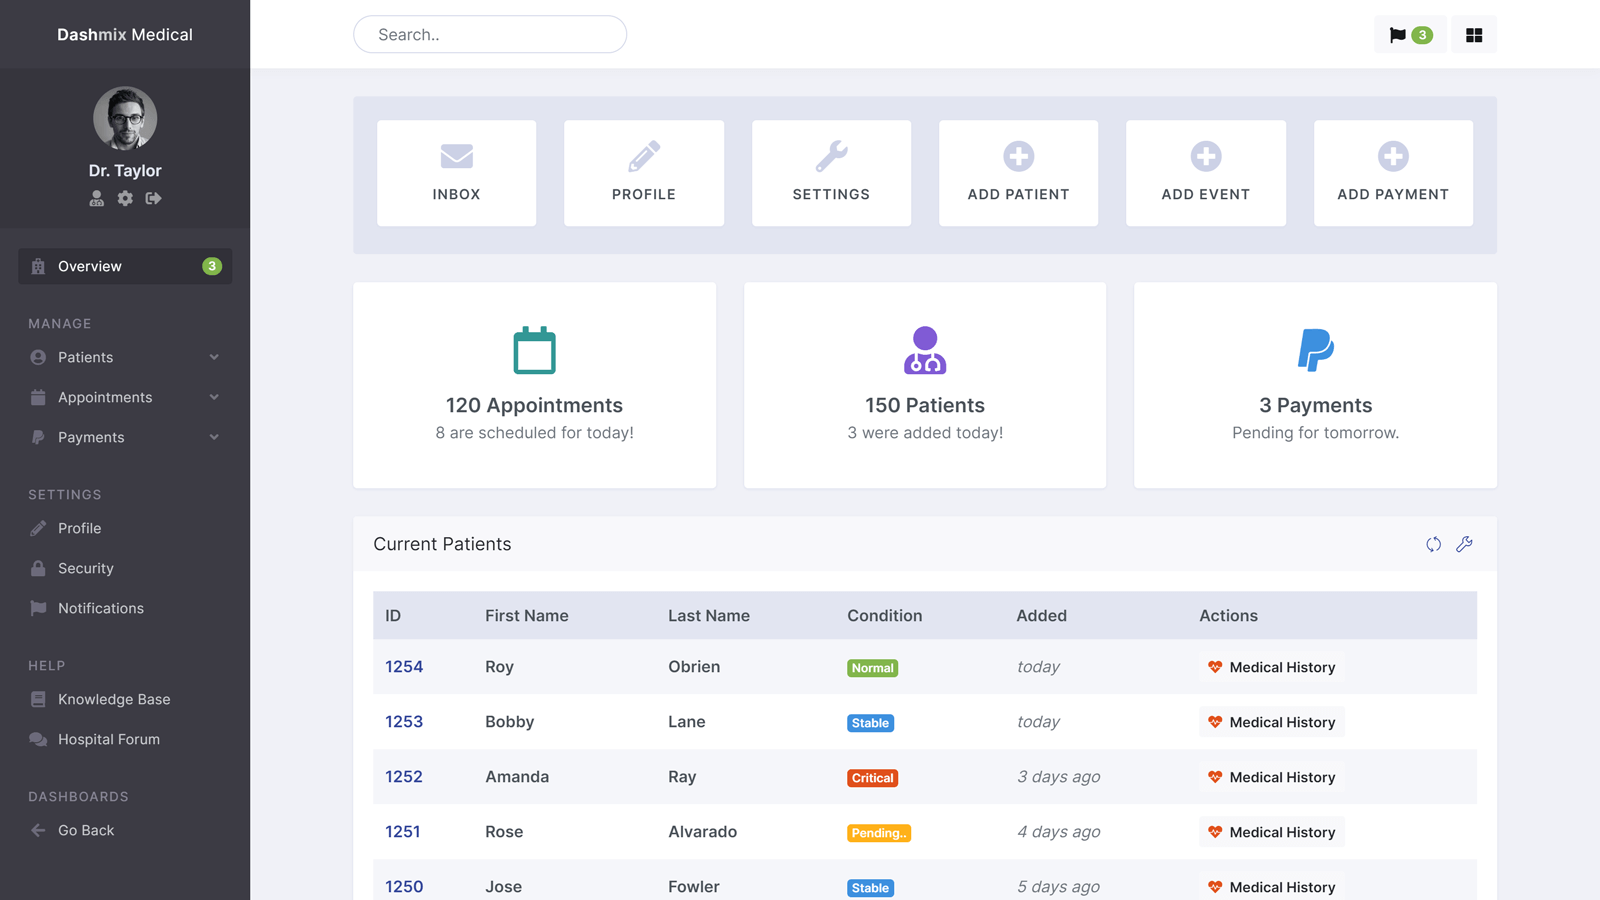 Dashmix Medical
Search..
3
Dr. Taylor
Overview 3
MANAGE
Patients
Appointments
Payments
SETTINGS
Profile
Security
Notifications
HELP
Knowledge Base
Hospital Forum
DASHBOARDS
Go Back
INBOX PROFILE SETTINGS ADD PATIENT ADD EVENT ADD PAYMENT
120 Appointments
8 are scheduled for today!
150 Patients
3 were added today!
3 Payments
Pending for tomorrow.
Current Patients
ID First Name Last Name Condition Added Actions
1254 Roy Obrien Normal today Medical History
1253 Bobby Lane Stable today Medical History
1252 Amanda Ray Critical 3 days ago Medical History
1251 Rose Alvarado Pending.. 4 days ago Medical History
1250 Jose Fowler Stable 5 days ago Medical History